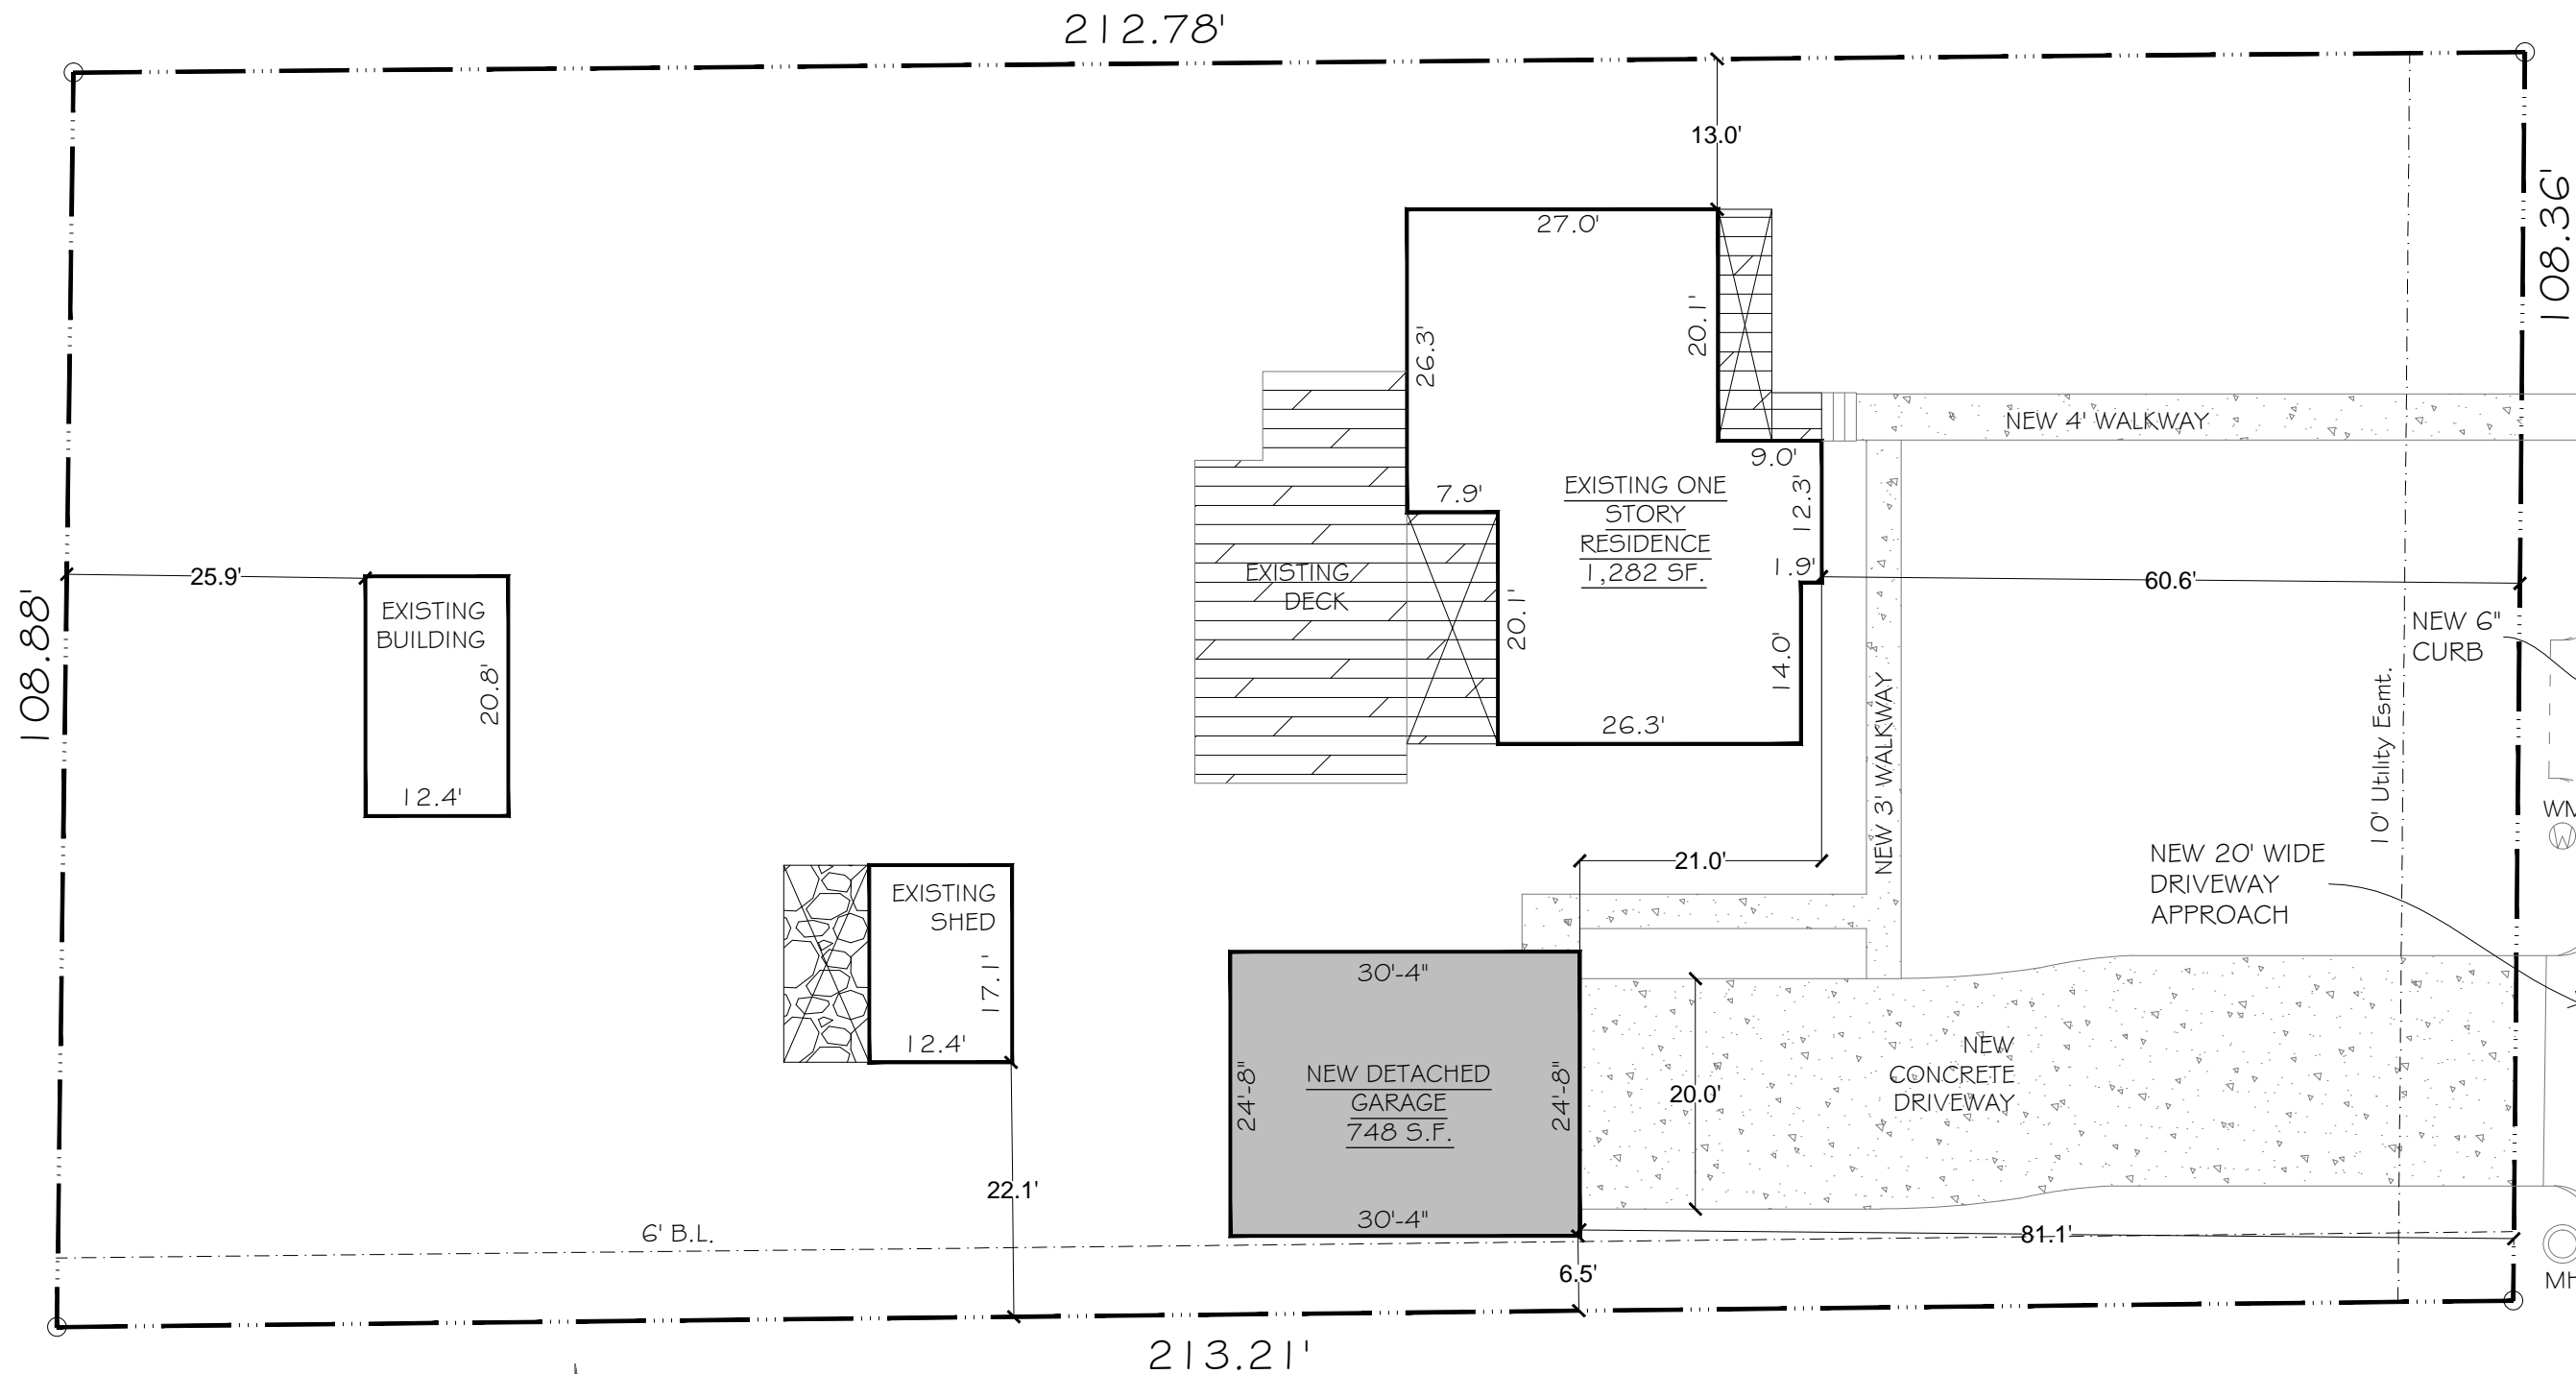 212.78'
13.0'
108.36'
27.0'
20.1'
26.3'
NEW 4' WALKWAY
9.0'
7.9'
EXISTING ONE
STORY
RESIDENCE
1,282 SF.
12.3'
1.9'
60.6'
25.9'
EXISTING
DECK
EXISTING
BUILDING
20.8'
12.4'
108.88'
20.1'
14.0'
26.3'
NEW 6"
CURB
10' Utility Esmt.
NEW 3' WALKWAY
W
21.0'
NEW 20' WIDE
DRIVEWAY
APPROACH
EXISTING
SHED
17.1'
12.4'
30'-4"
24'-8"
NEW DETACHED
GARAGE
748 S.F.
24'-8"
30'-4"
20.0'
NEW
CONCRETE
DRIVEWAY
22.1'
6' B.L.
81.1'
6.5'
MH
213.21'